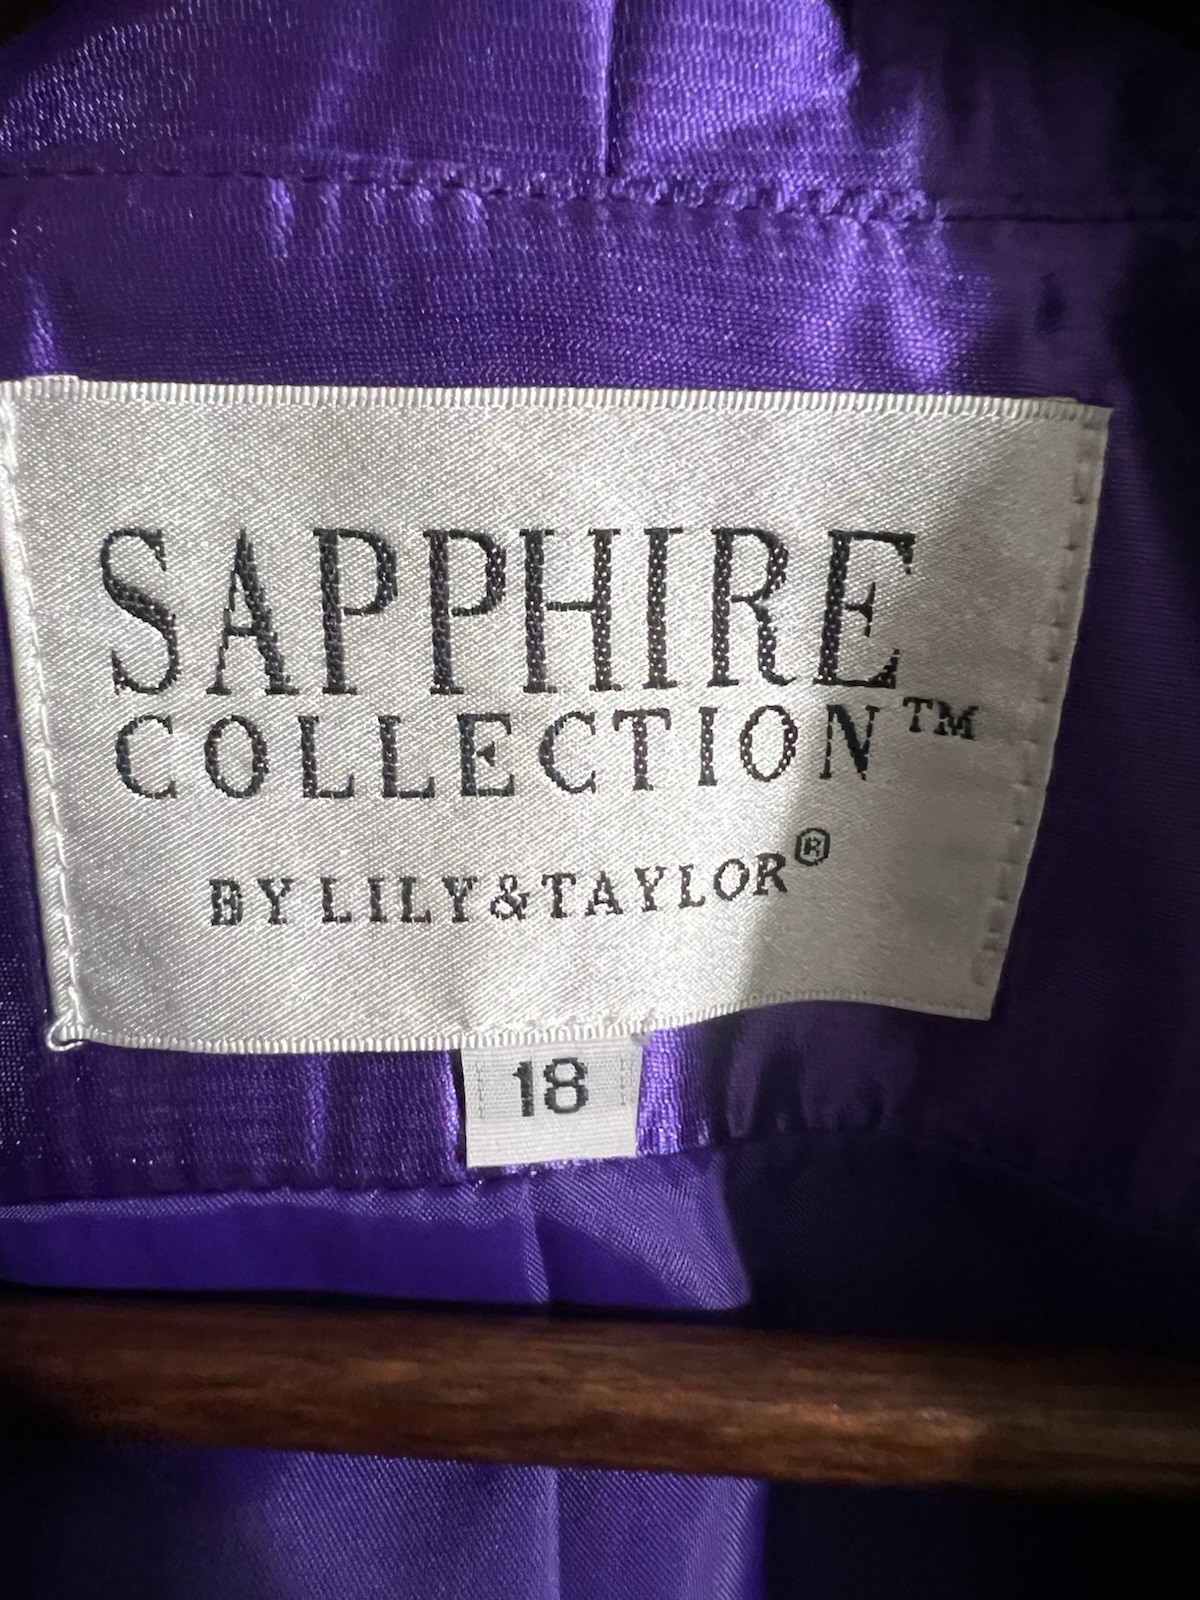 SAPPHIRE
COLLECTION™
BY LILY & TAYLOR®
18